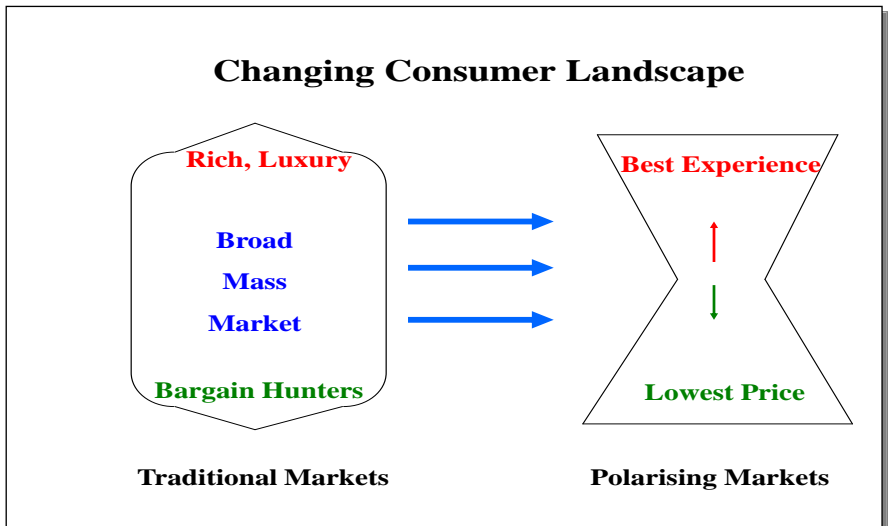 Changing Consumer Landscape
Rich, Luxury
Broad
Mass
Market
Bargain Hunters
Traditional Markets
Best Experience
Lowest Price
Polarising Markets